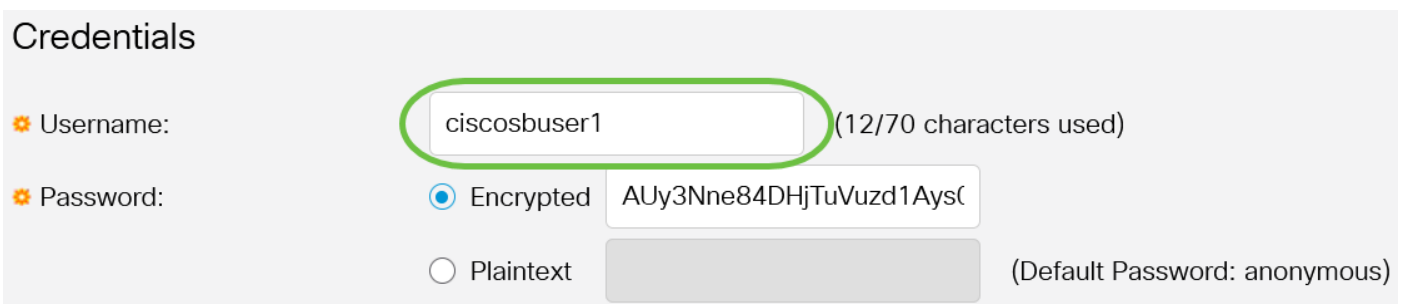 Credentials
Username: ciscosbuser1 (12/70 characters used)
Password: Encrypted AUy3Nne84DHjTuVuzd1Ays(
Plaintext (Default Password: anonymous)